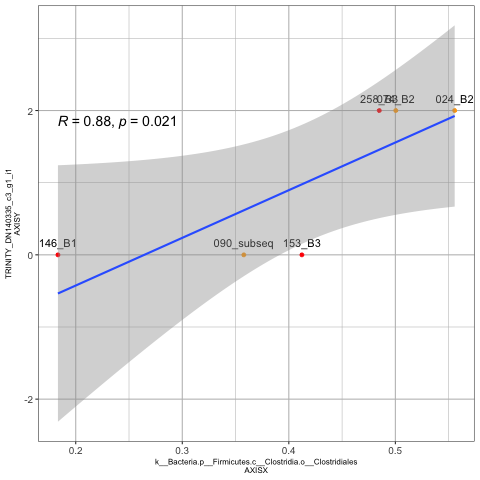 258_B3 024_B2
R = 0.88, p = 0.021
146_B1 090_subseq 153_B3
2
0
-2
0.2 0.3 0.4 0.5
TRINITY_DN140335_c3_g1_i1
AXISY
k__Bacteria.p__Firmicutes.c__Clostridia.o__Clostridiales
AXISX